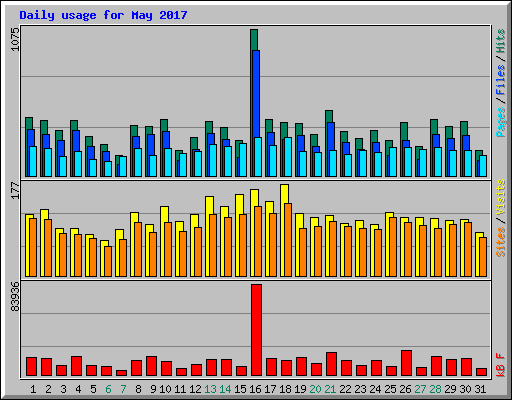 Daily usage for May 2017
1075
Pages / Files / Hits
177
Sites / Visits
83936
kB F
1 2 3 4 5 6 7 8 9 10 11 12 13 14 15 16 17 18 19 20 21 22 23 24 25 26 27 28 29 30 31